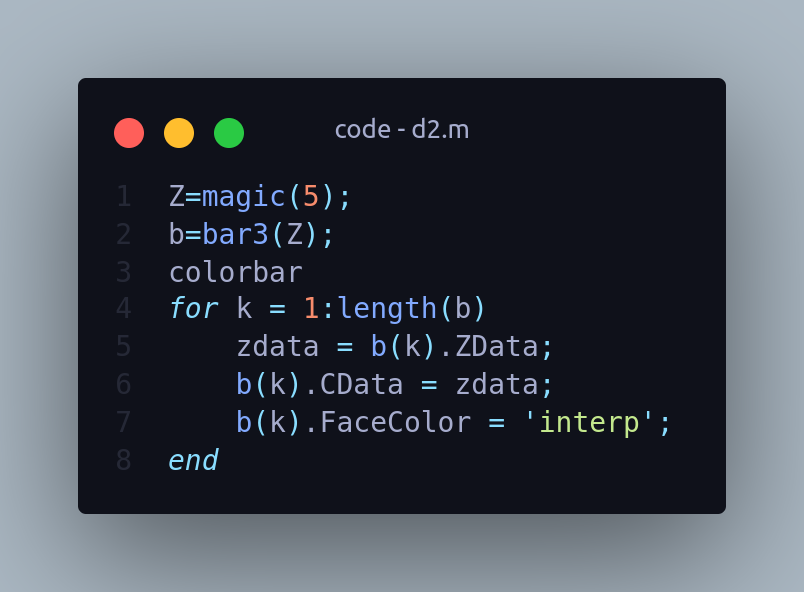 code - d2.m
1 Z=magic(5);
2 b=bar3(Z);
3 colorbar
4 for k = 1:length(b)
5     zdata = b(k).ZData;
6     b(k).CData = zdata;
7     b(k).FaceColor = 'interp';
8 end